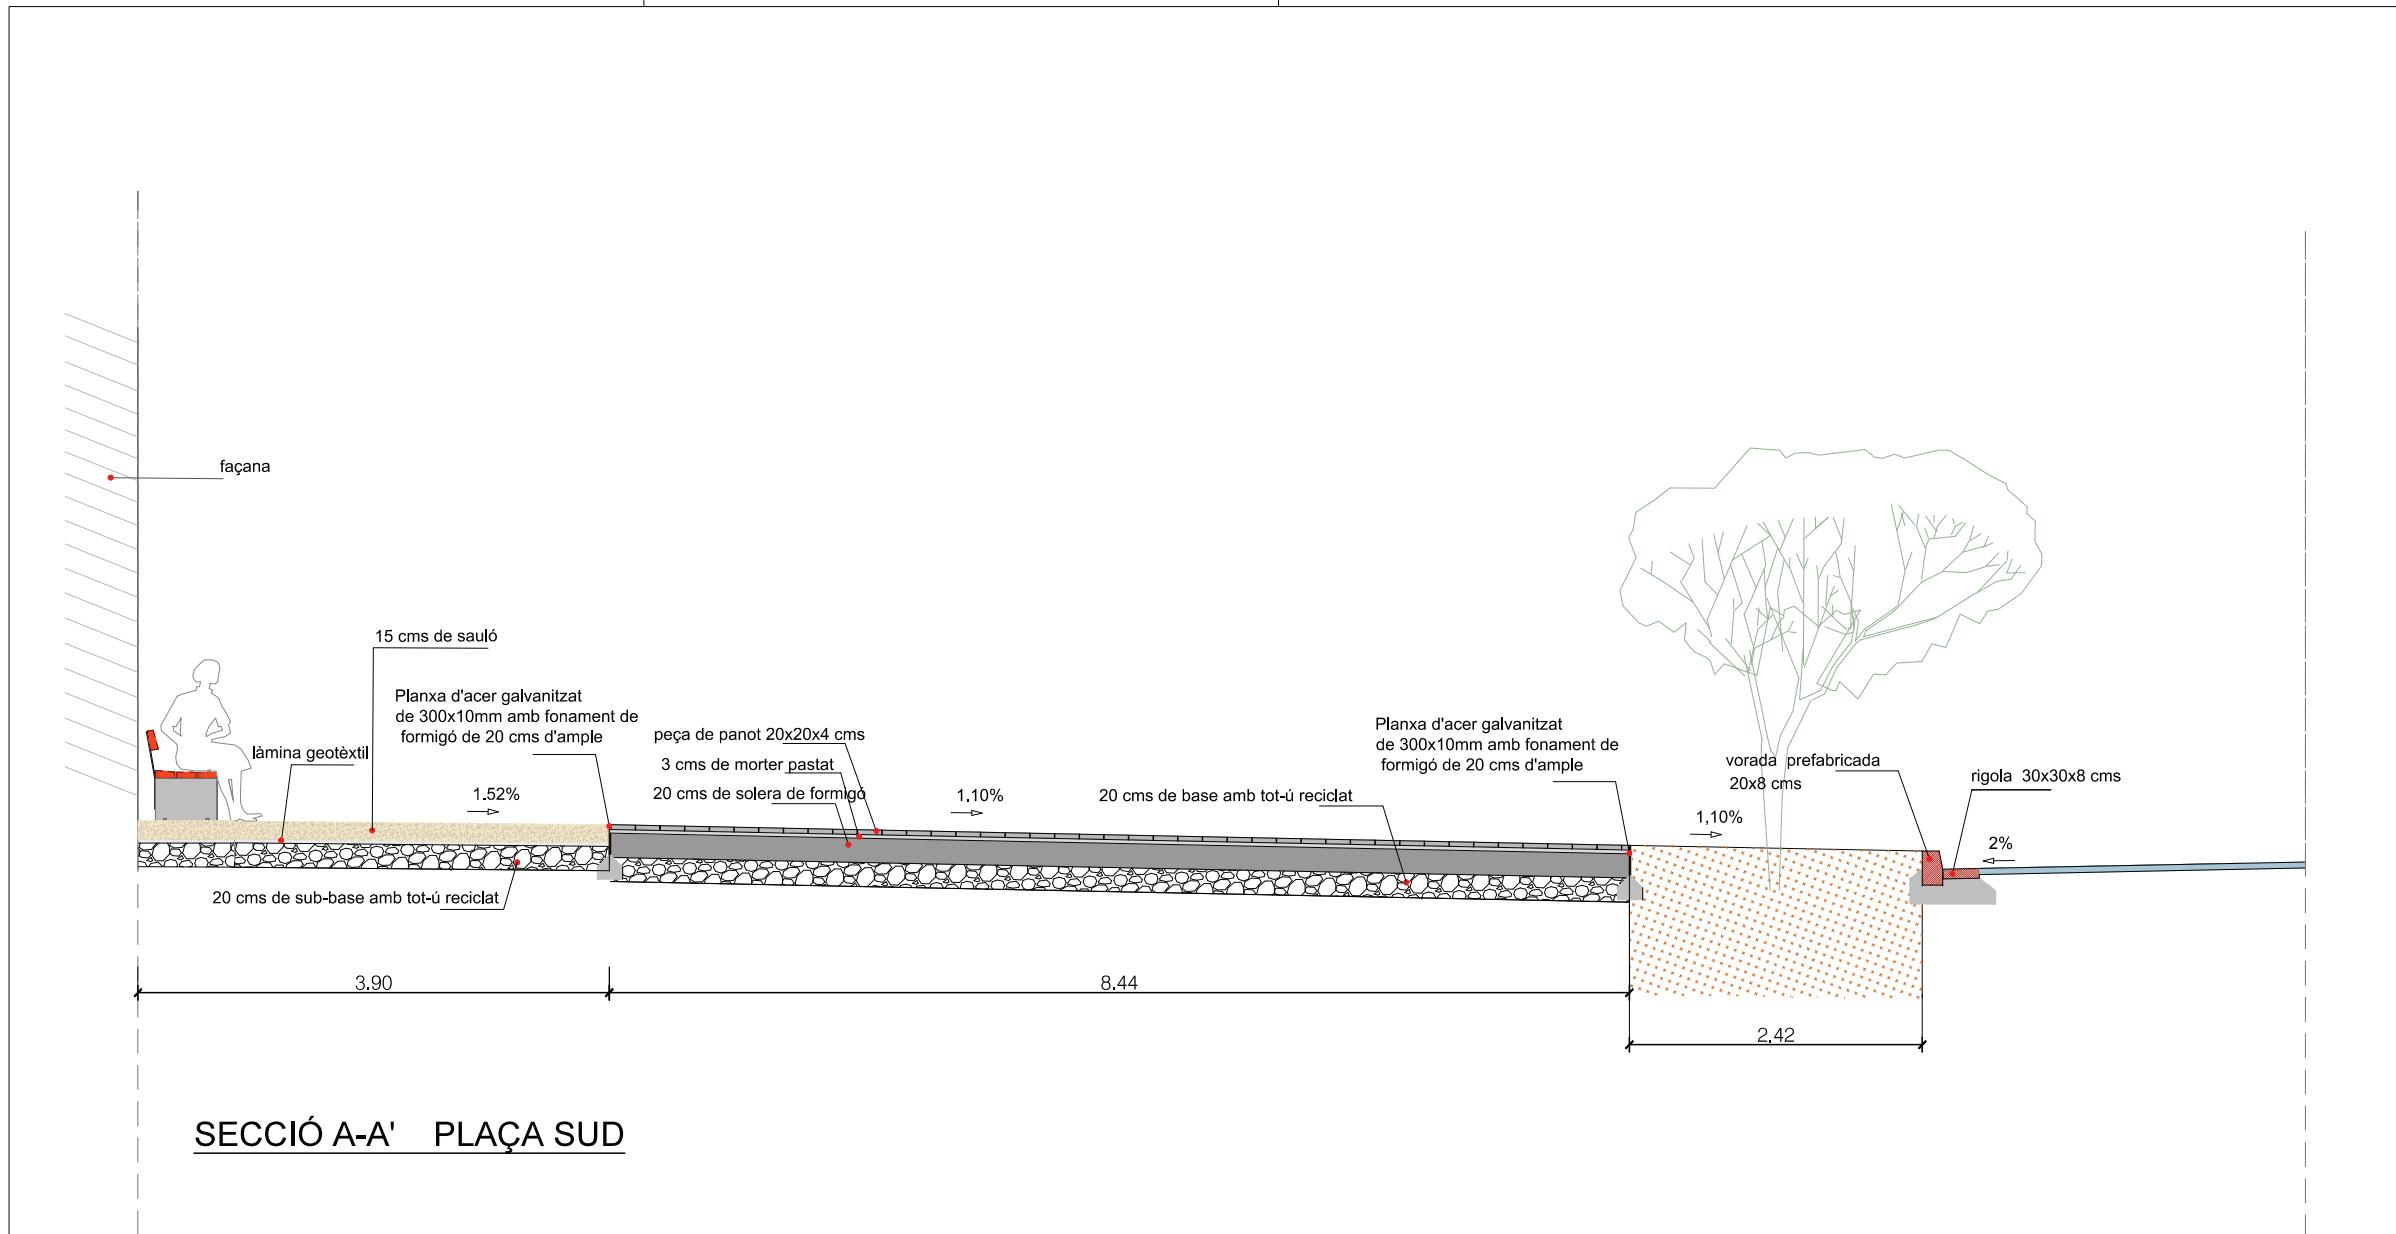 façana
15 cms de sauló
Planxa d'acer galvanitzat
de 300x10mm amb fonament de
formigó de 20 cms d'ample
làmina geotèxtil
peça de panot 20x20x4 cms
3 cms de morter pastat
20 cms de solera de formigó
1.52%
1,10%
20 cms de base amb tot-ú reciclat
Planxa d'acer galvanitzat
de 300x10mm amb fonament de
formigó de 20 cms d'ample
vorada prefabricada
20x8 cms
rigola 30x30x8 cms
1,10%
2%
20 cms de sub-base amb tot-ú reciclat
3.90
8.44
2.42
SECCIÓ A-A' PLAÇA SUD